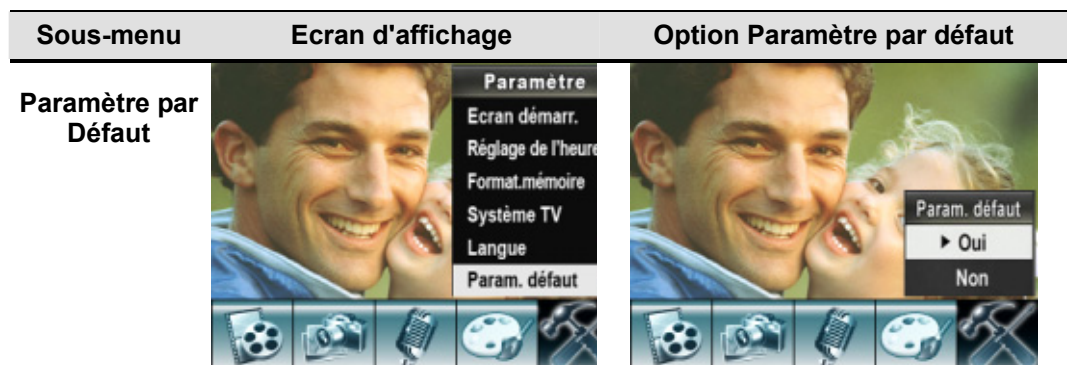 Sous-menu
Ecran d'affichage
Option Paramètre par défaut
Paramètre par
Défaut
Paramètre
Ecran démarr.
Réglage de l'heure
Format.mémoire
Système TV
Langue
Param. défaut
Param. défaut
Oui
Non